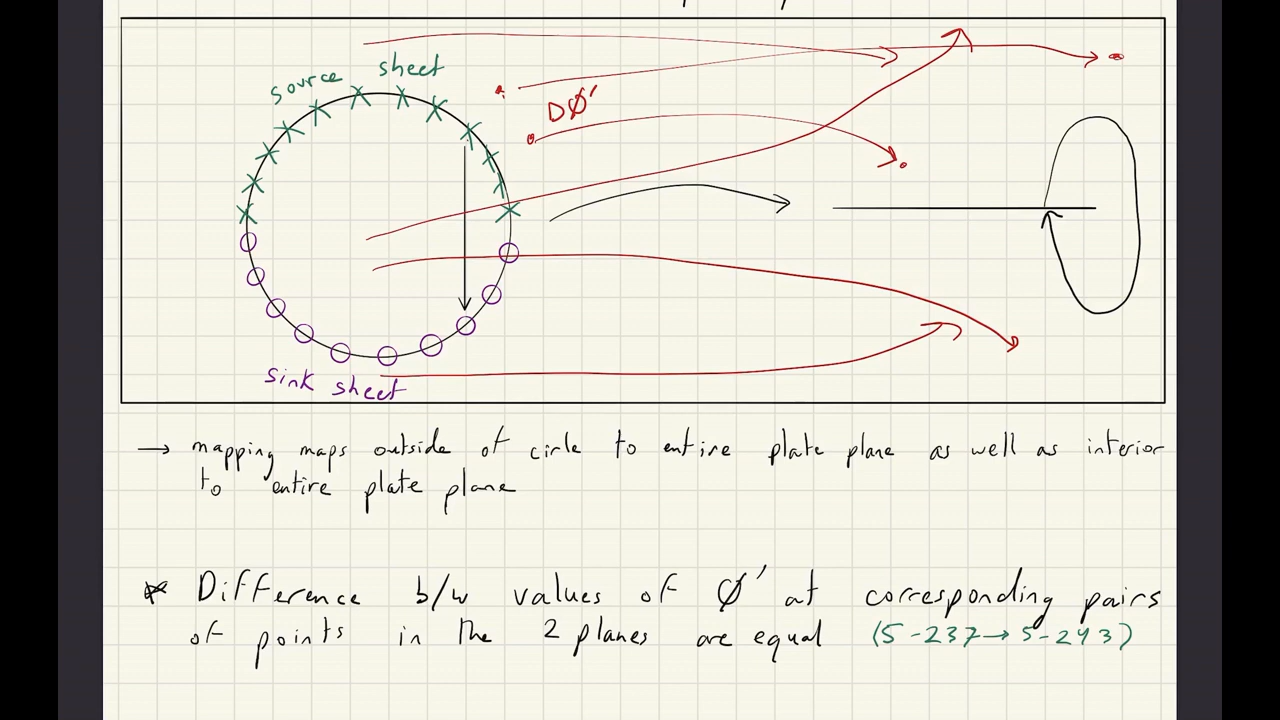 source sheet
Dφ'
sink sheet
→ mapping maps outside of circle to entire plate plane as well as interior
to entire plate plane
* Difference b/w values of φ' at corresponding pairs
of points in the 2 planes are equal (5-237→5-243)